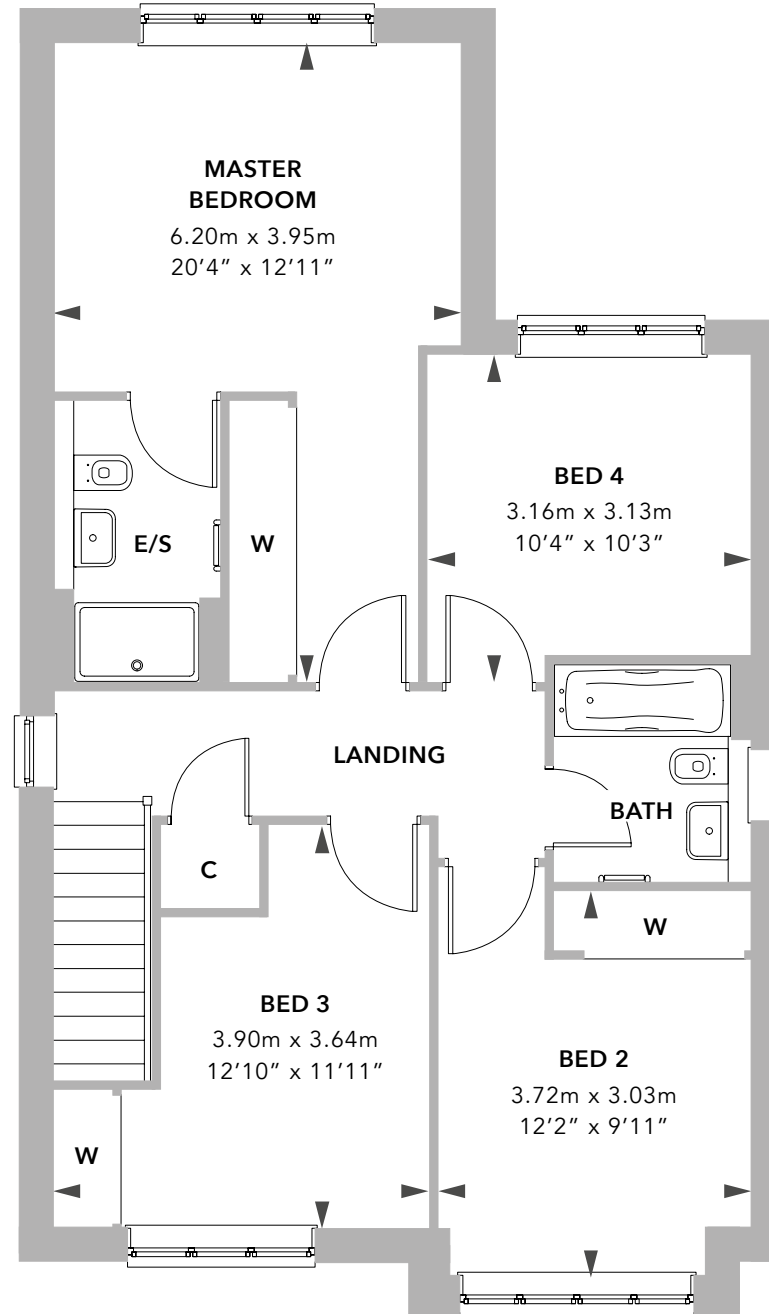 MASTER
BEDROOM
6.20m x 3.95m
20’4” x 12’11”
BED 4
3.16m x 3.13m
10’4” x 10’3”
E/S
W
LANDING
BATH
C
W
BED 3
3.90m x 3.64m
12’10” x 11’11”
BED 2
3.72m x 3.03m
12’2” x 9’11”
W